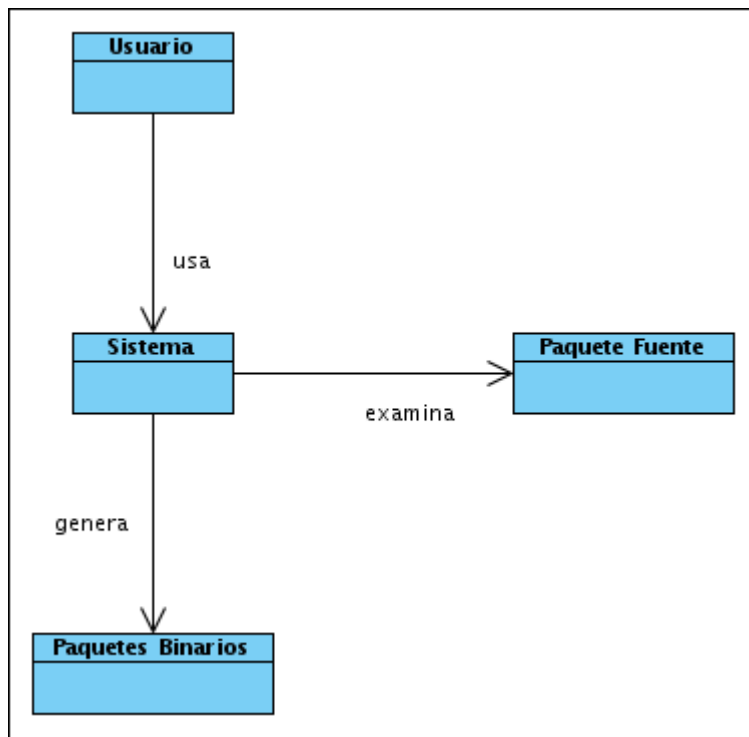 Usuario
usa
Sistema
Paquete Fuente
examina
genera
Paquetes Binarios